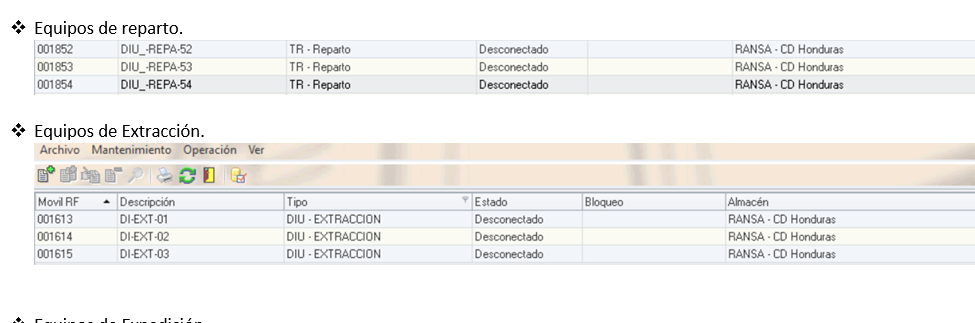 ❖ Equipos de reparto.
001852 DIU_-REPA-52 TR - Reparto Desconectado RANSA - CD Honduras
001853 DIU_-REPA-53 TR - Reparto Desconectado RANSA - CD Honduras
001854 DIU_-REPA-54 TR - Reparto Desconectado RANSA - CD Honduras
❖ Equipos de Extracción.
Archivo Mantenimiento Operación Ver
Movil RF Descripción Tipo Estado Bloqueo Almacén
001613 DI-EXT-01 DIU - EXTRACCION Desconectado RANSA - CD Honduras
001614 DI-EXT-02 DIU - EXTRACCION Desconectado RANSA - CD Honduras
001615 DI-EXT-03 DIU - EXTRACCION Desconectado RANSA - CD Honduras
❖ Equipos de Expedición